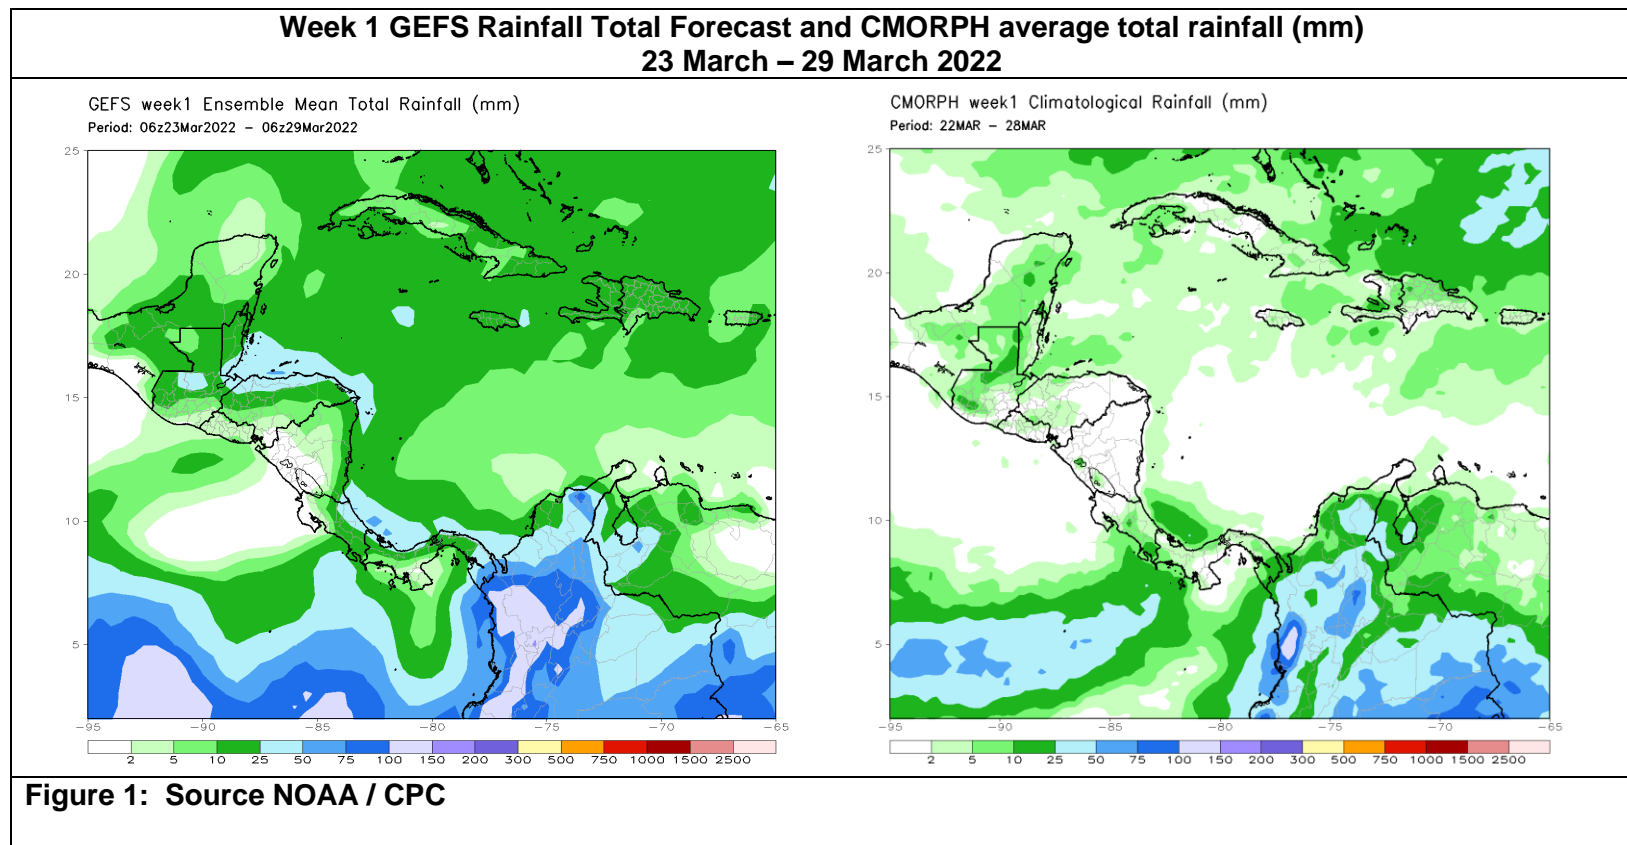 Week 1 GEFS Rainfall Total Forecast and CMORPH average total rainfall (mm)
23 March – 29 March 2022
GEFS week1 Ensemble Mean Total Rainfall (mm)
Period: 06z23Mar2022 – 06z29Mar2022
25
20
15
10
5
-95
-90
-85
-80
-75
-70
-65
2 5 10 25 50 75 100 150 200 300 500 750 1000 1500 2500
CMORPH week1 Climatological Rainfall (mm)
Period: 22MAR – 28MAR
25
20
15
10
5
-95
-90
-85
-80
-75
-70
-65
2 5 10 25 50 75 100 150 200 300 500 750 1000 1500 2500
Figure 1: Source NOAA / CPC